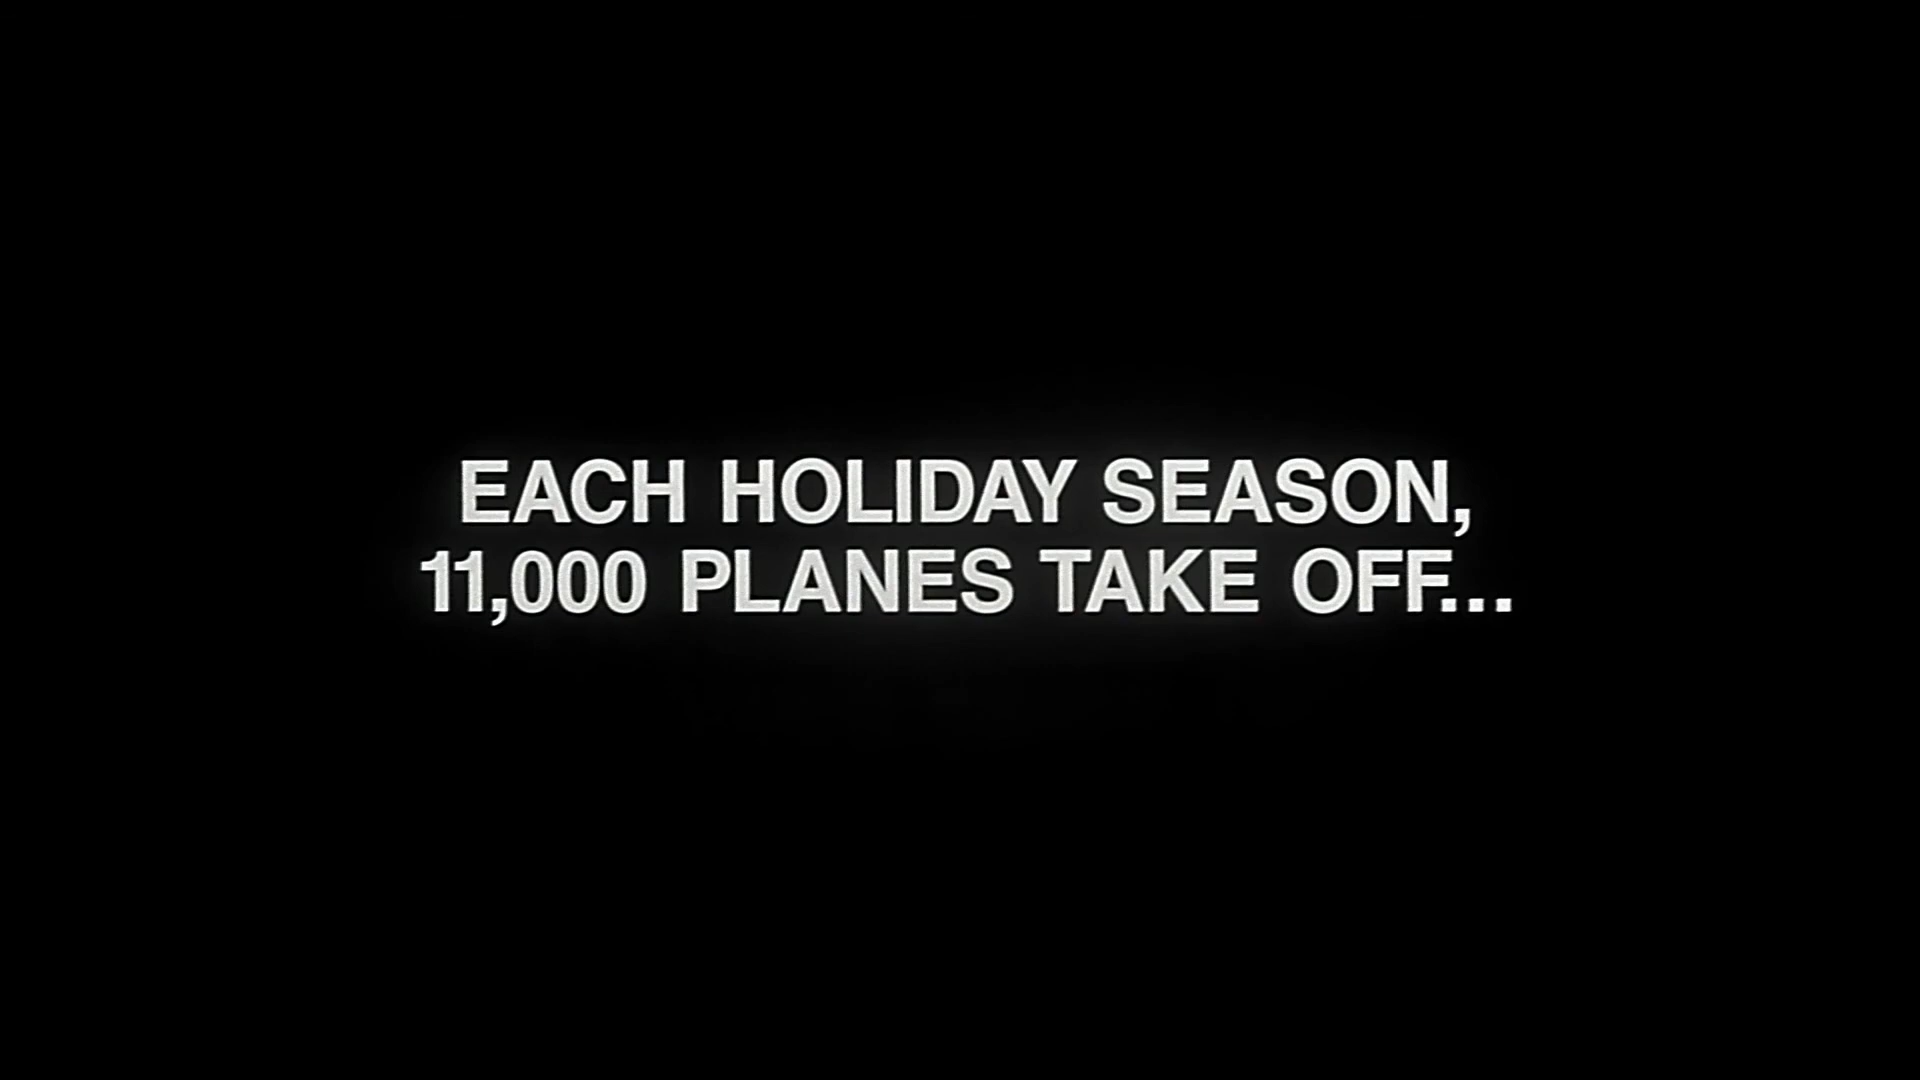 EACH HOLIDAY SEASON,
11,000 PLANES TAKE OFF...